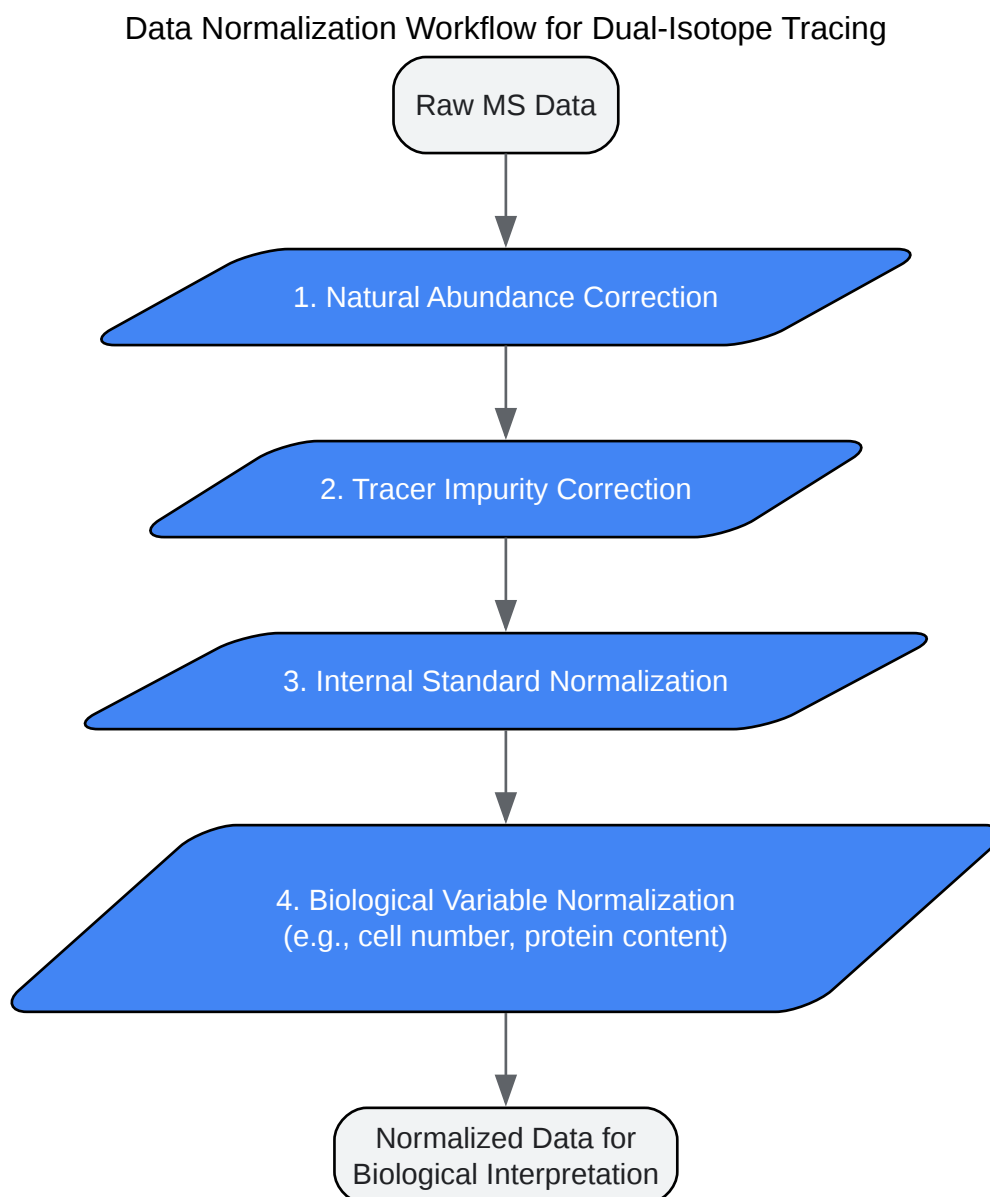 Data Normalization Workflow for Dual-Isotope Tracing
Raw MS Data
1. Natural Abundance Correction
2. Tracer Impurity Correction
3. Internal Standard Normalization
4. Biological Variable Normalization
(e.g., cell number, protein content)
Normalized Data for
Biological Interpretation